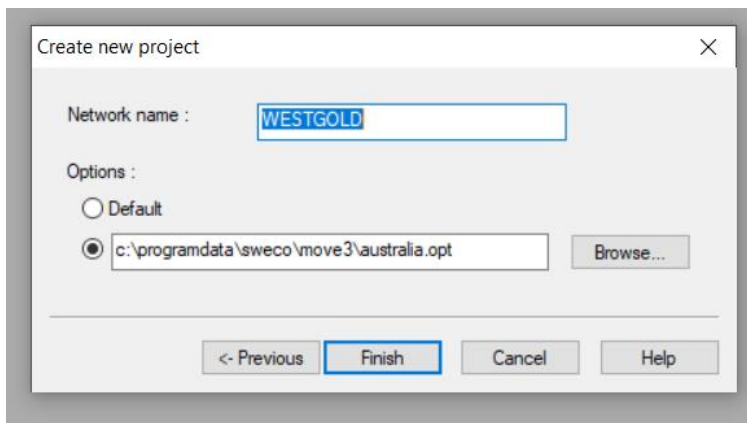 Create new project
Network name :
WESTGOLD
Options :
Default
c:\programdata\sweco\move3\australia.opt
Browse...
<- Previous
Finish
Cancel
Help